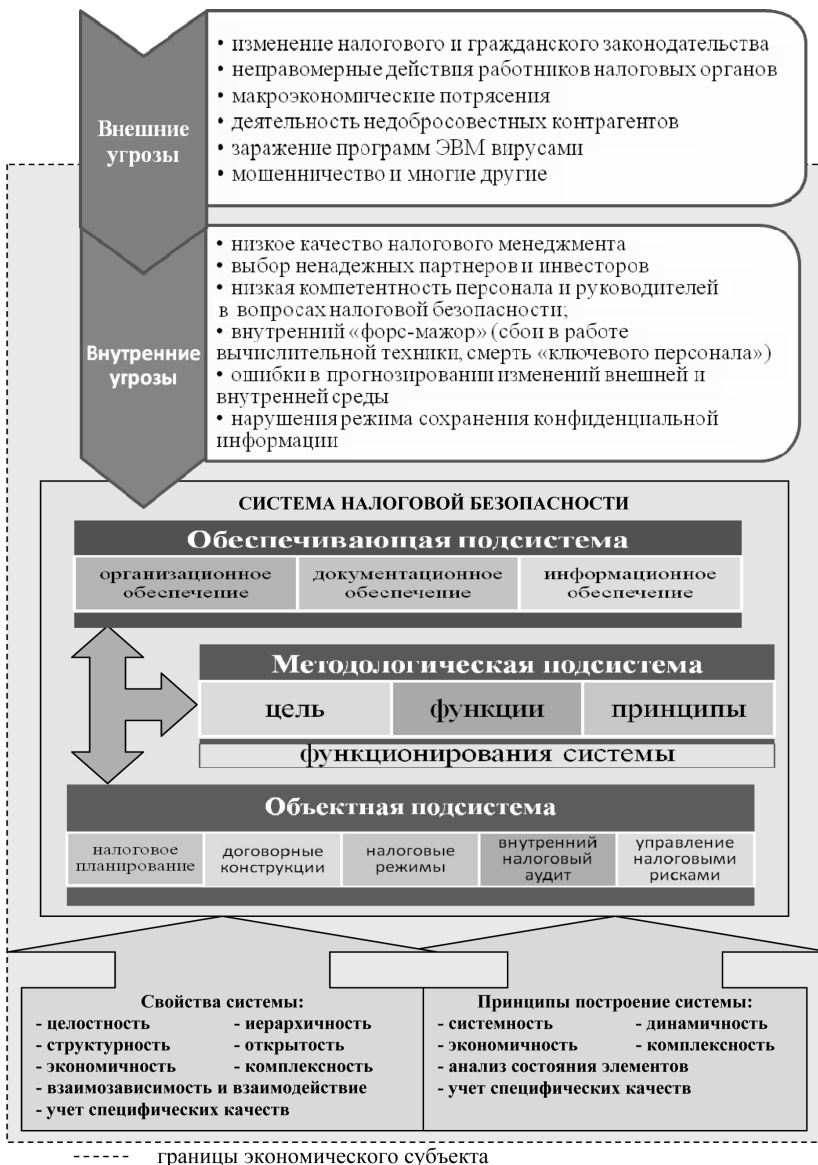 Внешние
угрозы
• изменение налогового и гражданского законодательства
• неправомерные действия работников налоговых органов
• макроэкономические потрясения
• деятельность недобросовестных контрагентов
• заражение программ ЭВМ вирусами
• мошенничество и многие другие
Внутренние
угрозы
• низкое качество налогового менеджмента
• выбор ненадежных партнеров и инвесторов
• низкая компетентность персонала и руководителей
в вопросах налоговой безопасности;
• внутренний «форс-мажор» (сбои в работе
вычислительной техники, смерть «ключевого персонала»)
• ошибки в прогнозировании изменений внешней и
внутренней среды
• нарушения режима сохранения конфиденциальной
информации
СИСТЕМА НАЛОГОВОЙ БЕЗОПАСНОСТИ
Обеспечивающая подсистема
организационное
обеспечение
документационное
обеспечение
информационное
обеспечение
Методологическая подсистема
цель
функции
принципы
функционирования системы
Объектная подсистема
налоговое
планирование
договорные
конструкции
налоговые
режимы
внутренний
налоговый
аудит
управление
налоговыми
рисками
Свойства системы:
- целостность - иерархичность
- структурность - открытость
- экономичность - комплексность
- взаимозависимость и взаимодействие
- учет специфических качеств
Принципы построение системы:
- системность - динамичность
- экономичность - комплексность
- анализ состояния элементов
- учет специфических качеств
------ границы экономического субъекта